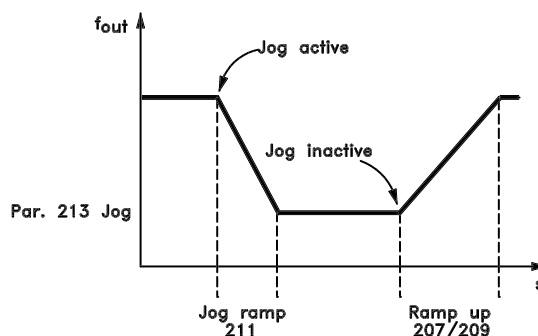 fout
Jog active
Jog inactive
Par. 213 Jog
s
Jog ramp
211
Ramp up
207/209